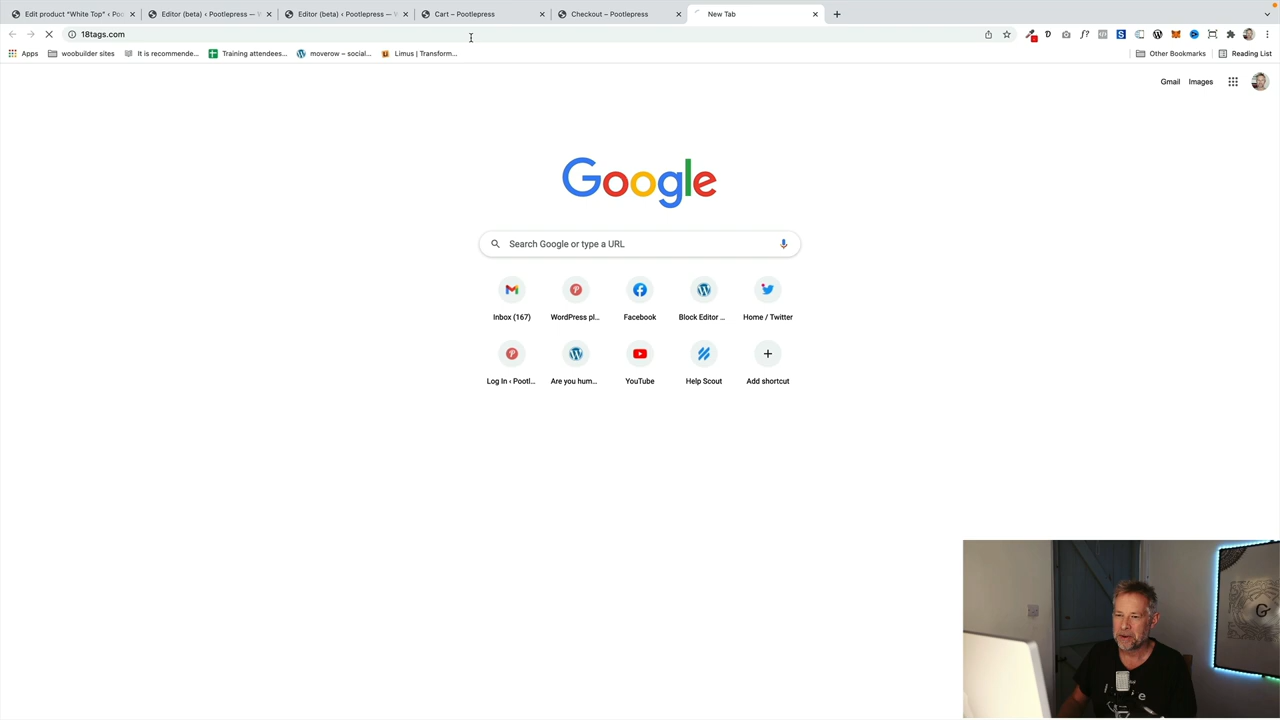 Edit product "White Top" ‹ Poo
Editor (beta) ‹ Pootlepress — W
Editor (beta) ‹ Pootlepress — W
Cart – Pootlepress
Checkout – Pootlepress
New Tab
18tags.com
Apps
woobuilder sites
It is recommende...
Training attendees...
moverow – social...
Limus | Transform...
Other Bookmarks
Reading List
Gmail
Images
Google
Search Google or type a URL
Inbox (167)
WordPress pl...
Facebook
Block Editor ...
Home / Twitter
Log In ‹ Pootl...
Are you hum...
YouTube
Help Scout
Add shortcut